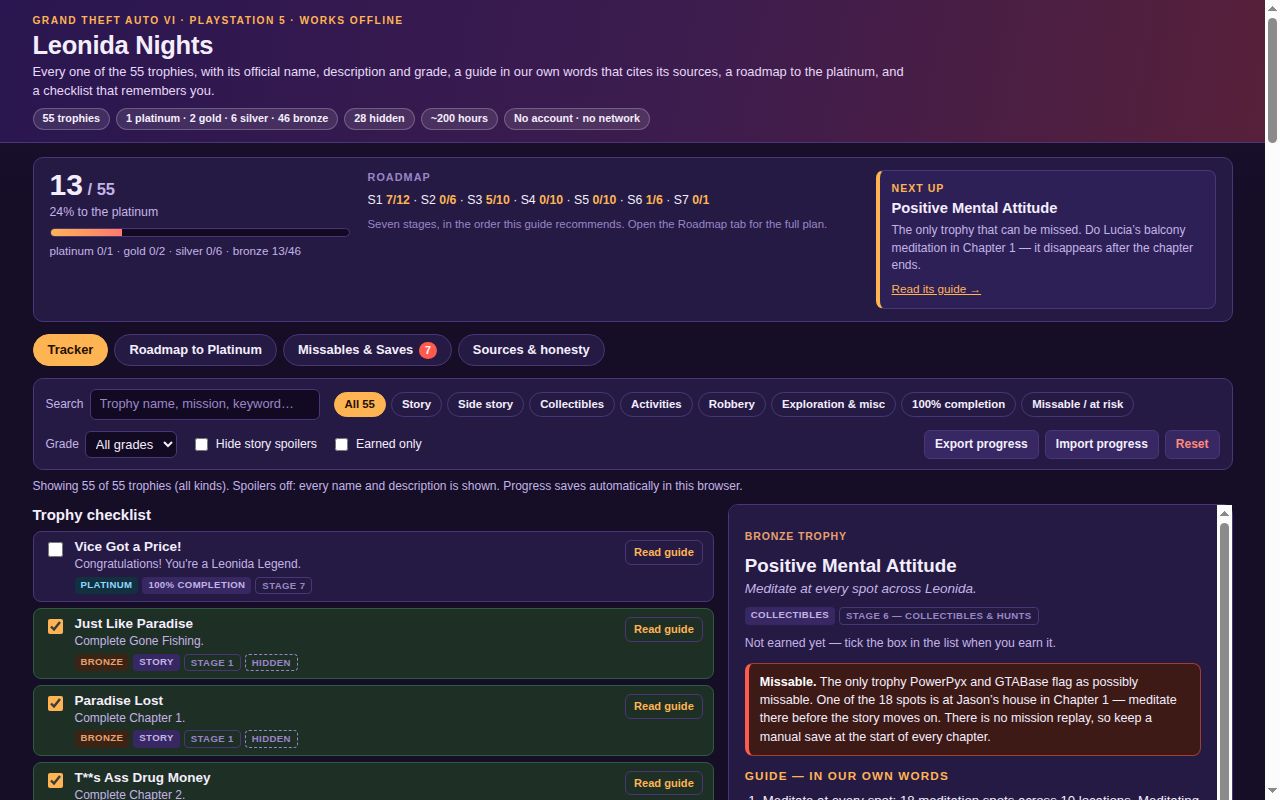 GRAND THEFT AUTO VI · PLAYSTATION 5 · WORKS OFFLINE
Leonida Nights
Every one of the 55 trophies, with its official name, description and grade, a guide in our own words that cites its sources, a roadmap to the platinum, and
a checklist that remembers you.
55 trophies
1 platinum · 2 gold · 6 silver · 46 bronze
28 hidden
~200 hours
No account · no network
13 / 55
24% to the platinum
platinum 0/1 · gold 0/2 · silver 0/6 · bronze 13/46
ROADMAP
S1 7/12 · S2 0/6 · S3 5/10 · S4 0/10 · S5 0/10 · S6 1/6 · S7 0/1
Seven stages, in the order this guide recommends. Open the Roadmap tab for the full plan.
NEXT UP
Positive Mental Attitude
The only trophy that can be missed. Do Lucia's balcony
meditation in Chapter 1 — it disappears after the chapter
ends.
Read its guide →
Tracker
Roadmap to Platinum
Missables & Saves 7
Sources & honesty
Search
Trophy name, mission, keyword…
All 55
Story
Side story
Collectibles
Activities
Robbery
Exploration & misc
100% completion
Missable / at risk
Grade
All grades
Hide story spoilers
Earned only
Export progress
Import progress
Reset
Showing 55 of 55 trophies (all kinds). Spoilers off: every name and description is shown. Progress saves automatically in this browser.
Trophy checklist
Vice Got a Price!
Congratulations! You're a Leonida Legend.
PLATINUM
100% COMPLETION
STAGE 7
Read guide
Just Like Paradise
Complete Gone Fishing.
BRONZE
STORY
STAGE 1
HIDDEN
Read guide
Paradise Lost
Complete Chapter 1.
BRONZE
STORY
STAGE 1
HIDDEN
Read guide
T**s Ass Drug Money
Complete Chapter 2.
Read guide
BRONZE TROPHY
Positive Mental Attitude
Meditate at every spot across Leonida.
COLLECTIBLES
STAGE 6 — COLLECTIBLES & HUNTS
Not earned yet — tick the box in the list when you earn it.
Missable. The only trophy PowerPyx and GTABase flag as possibly
missable. One of the 18 spots is at Jason's house in Chapter 1 — meditate
there before the story moves on. There is no mission replay, so keep a
manual save at the start of every chapter.
GUIDE — IN OUR OWN WORDS
1. Meditate at every spot: 18 meditation spots across 10 locations. Meditating